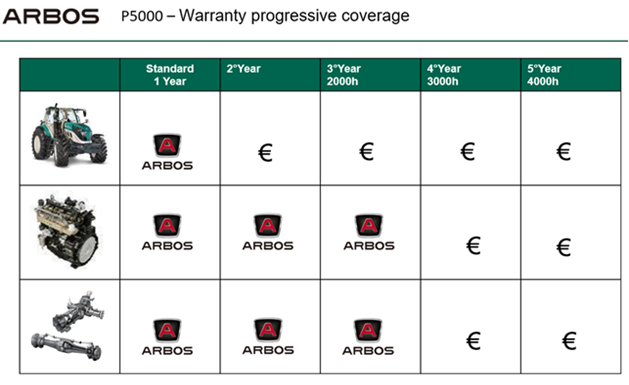 ARBOS P5000 – Warranty progressive coverage
Standard 2°Year 3°Year 4°Year 5°Year
1 Year 2000h 3000h 4000h
A
ARBOS € € € €
A A A
ARBOS ARBOS ARBOS € €
A A A
ARBOS ARBOS ARBOS € €